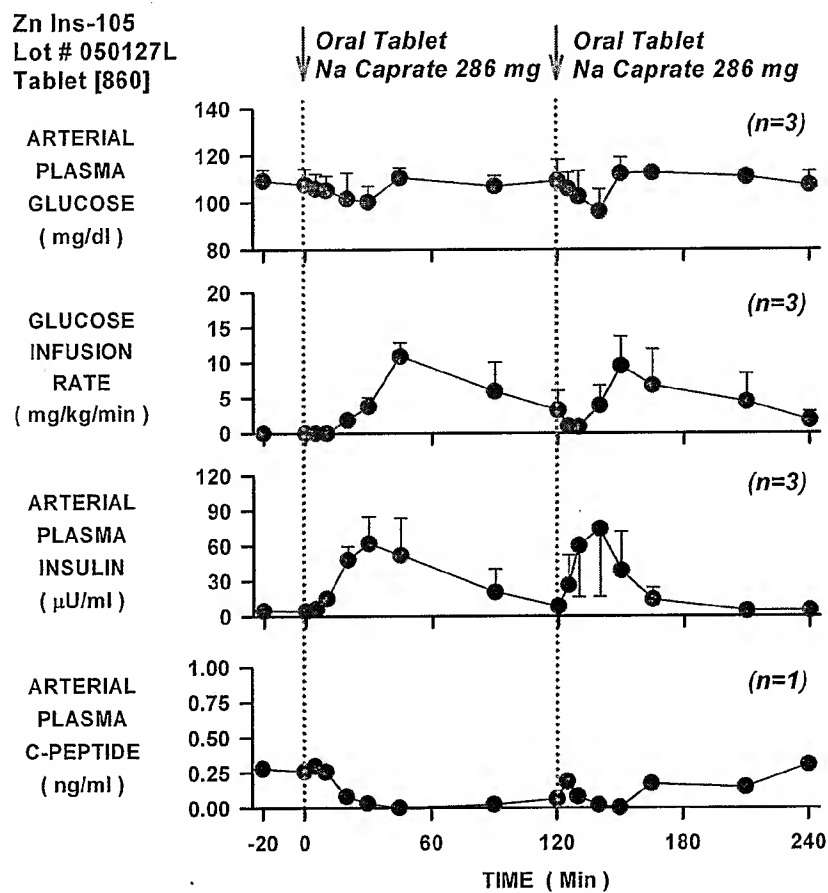 Zn Ins-105
Lot # 050127L
Tablet [860]
Oral Tablet
Na Caprate 286 mg
Oral Tablet
Na Caprate 286 mg
ARTERIAL
PLASMA
GLUCOSE
( mg/dl )
140
120
100
80
(n=3)
GLUCOSE
INFUSION
RATE
( mg/kg/min )
20
15
10
5
0
(n=3)
ARTERIAL
PLASMA
INSULIN
( µU/ml )
120
90
60
30
0
(n=3)
ARTERIAL
PLASMA
C-PEPTIDE
( ng/ml )
1.00
0.75
0.50
0.25
0.00
(n=1)
-20 0 60 120 180 240
TIME ( Min )